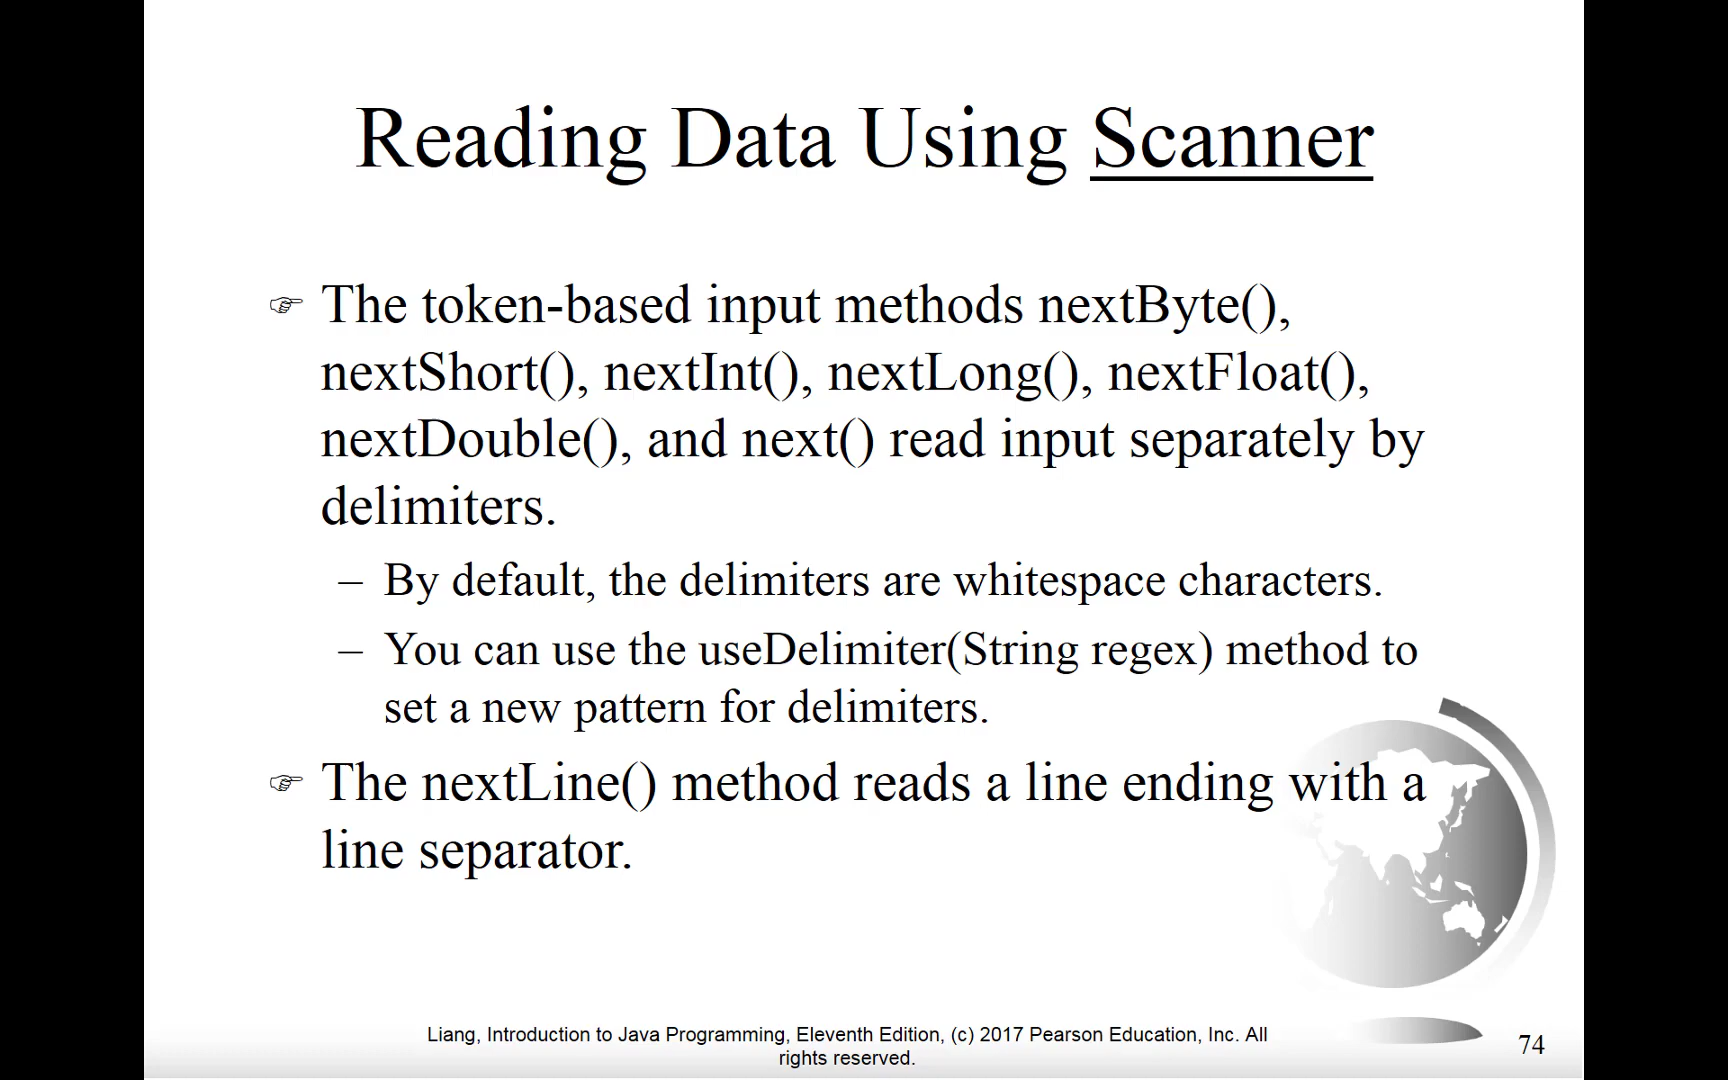 Reading Data Using Scanner
The token-based input methods nextByte(),
nextShort(), nextInt(), nextLong(), nextFloat(),
nextDouble(), and next() read input separately by
delimiters.
– By default, the delimiters are whitespace characters.
– You can use the useDelimiter(String regex) method to
set a new pattern for delimiters.
The nextLine() method reads a line ending with a
line separator.
Liang, Introduction to Java Programming, Eleventh Edition, (c) 2017 Pearson Education, Inc. All
rights reserved.
74